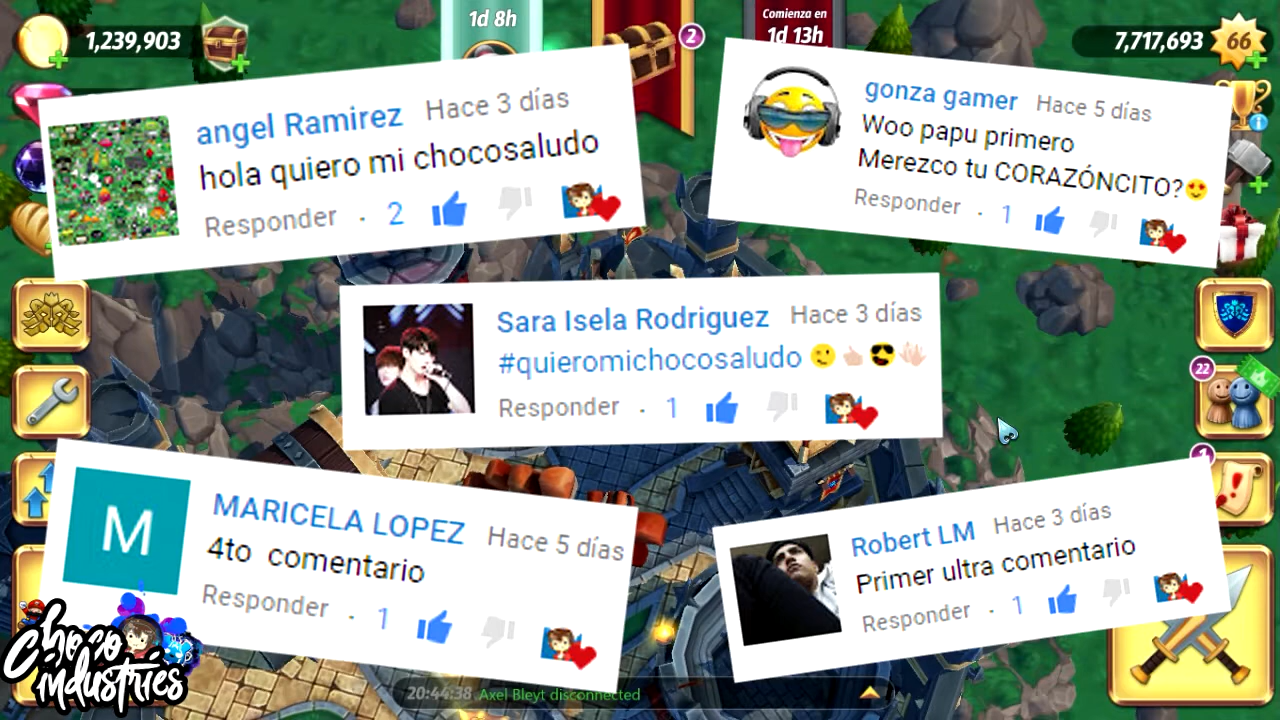 1,239,903
1d 8h
2
Comienza en
1d 13h
7,717,693
66
angel Ramirez Hace 3 días
hola quiero mi chocosaludo
Responder · 2
gonza gamer Hace 5 días
Woo papu primero
Merezco tu CORAZÓNCITO?😍
Responder · 1
Sara Isela Rodriguez Hace 3 días
#quieromichocosaludo
Responder · 1
22
M
MARICELA LOPEZ Hace 5 días
4to comentario
Responder · 1
Robert LM Hace 3 días
Primer ultra comentario
Responder · 1
Choco
industries
20:44:38 Axel Bleyt disconnected